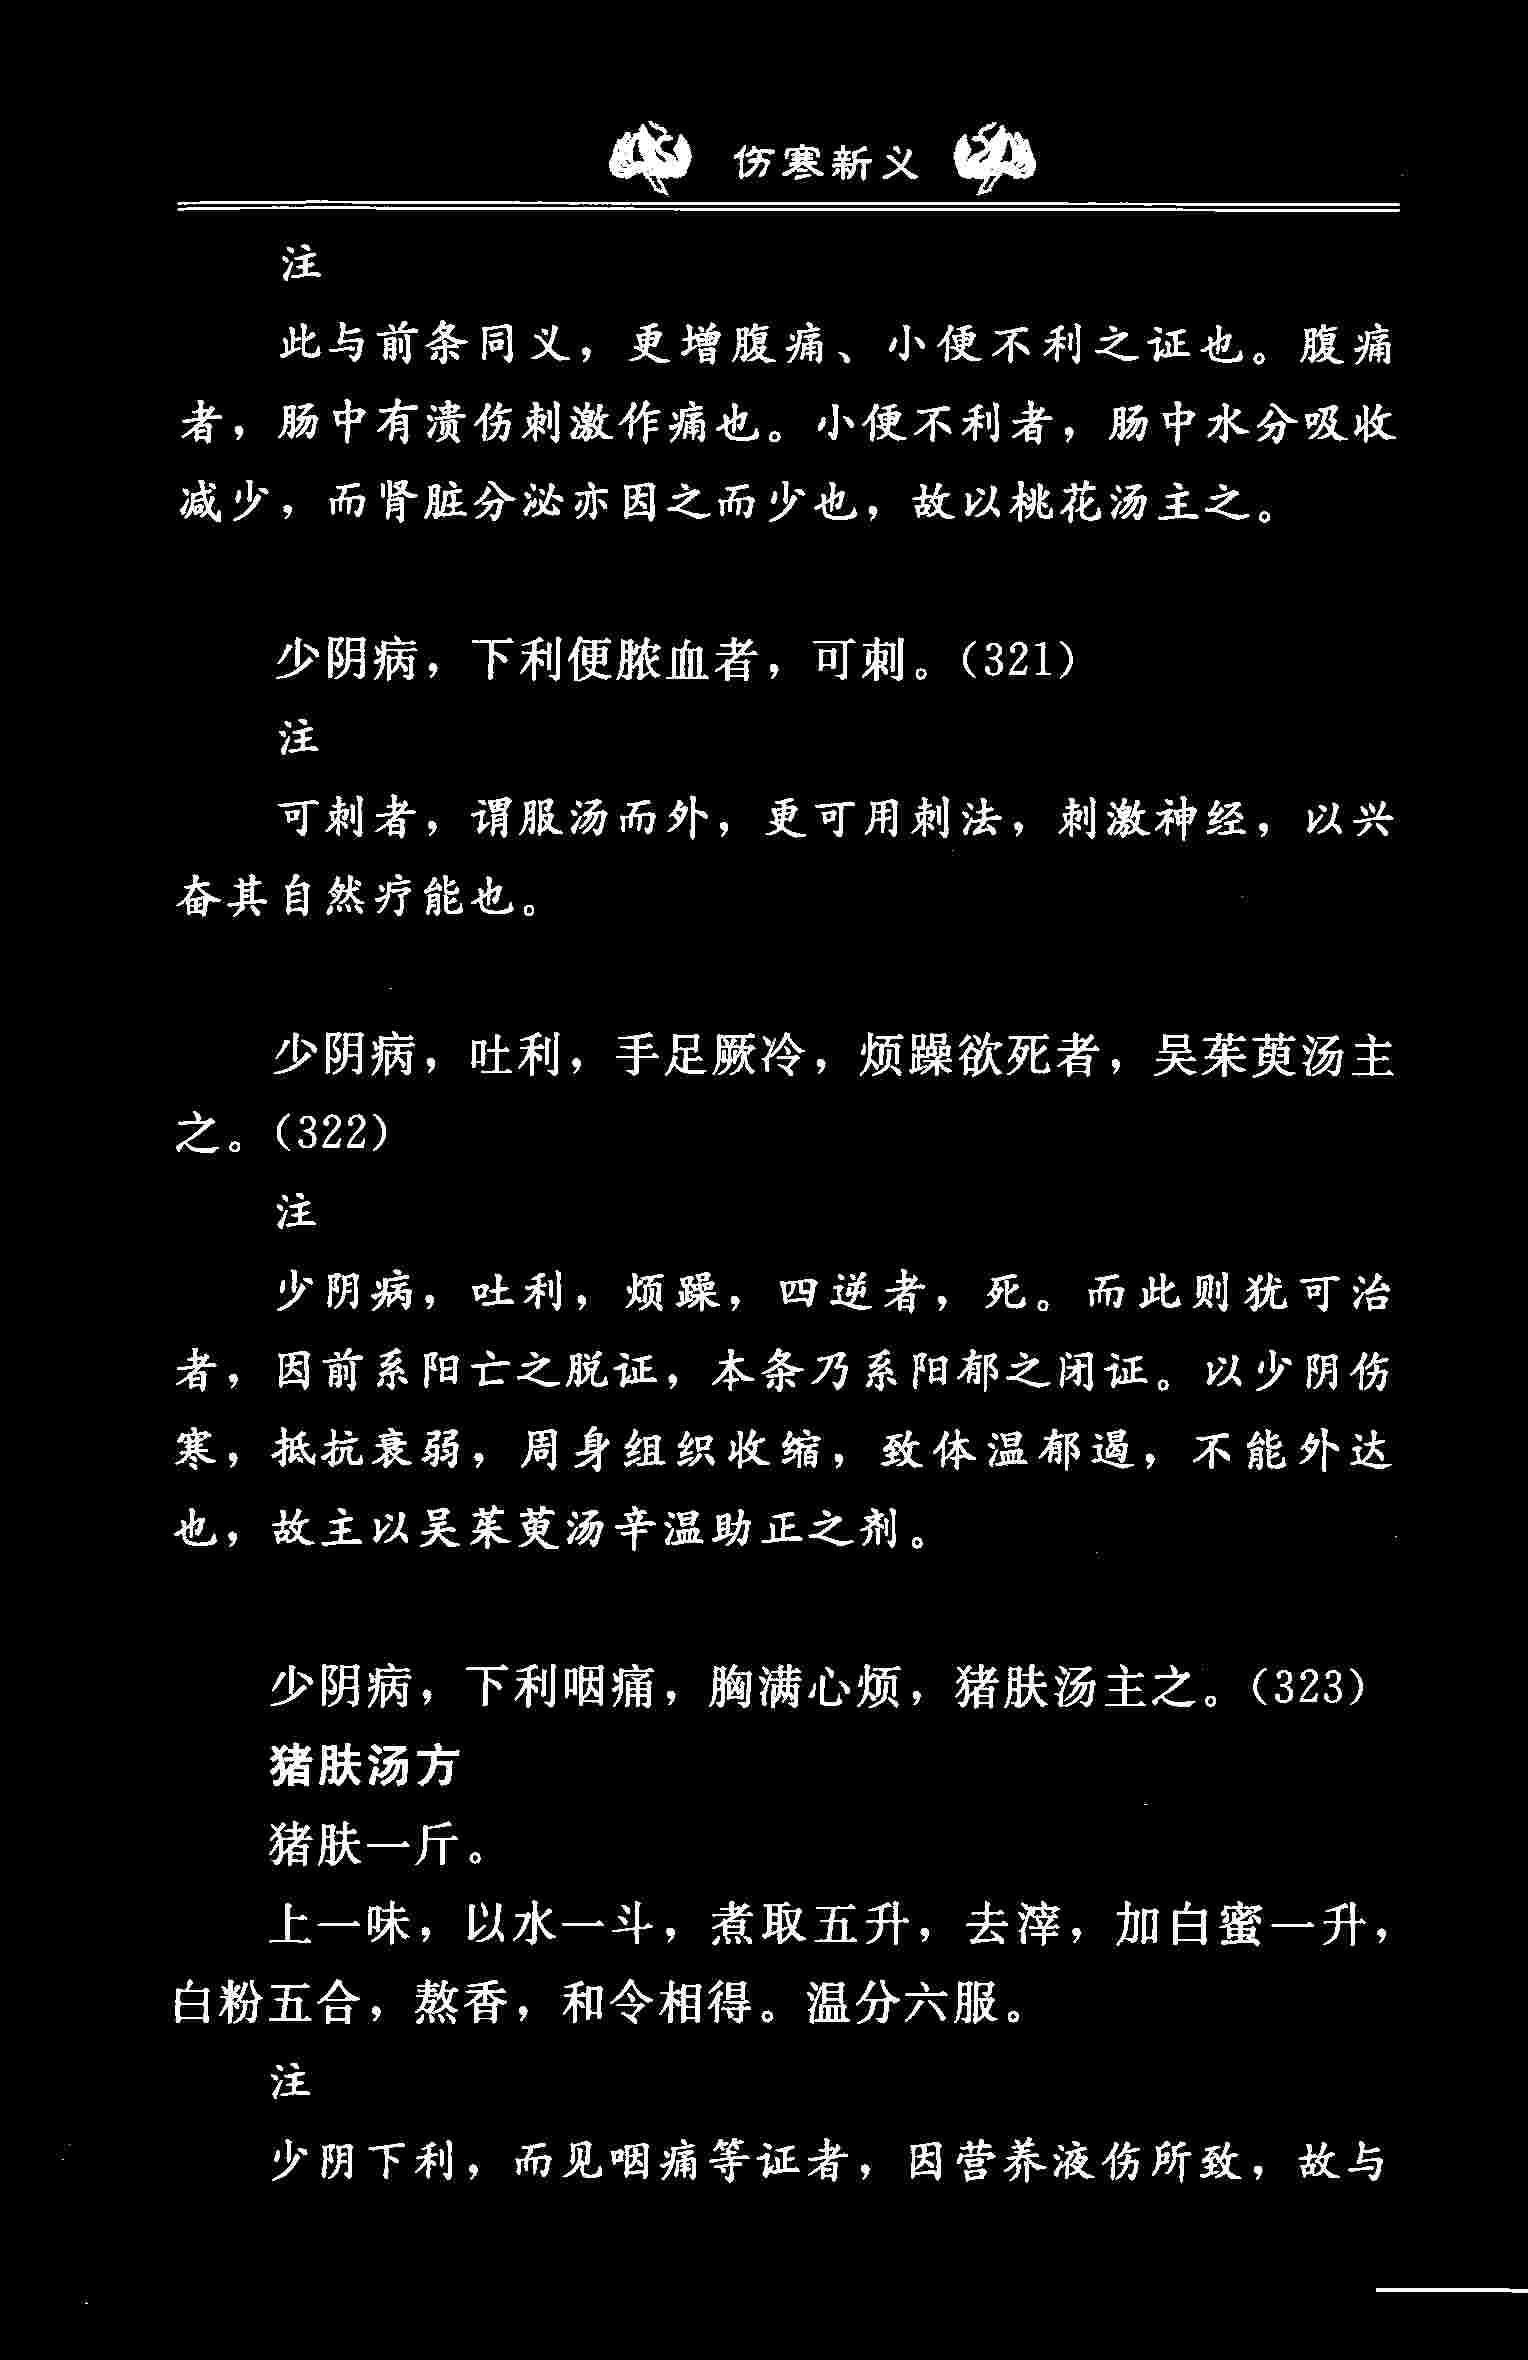 伤寒新义
注
此与前条同义，更增腹痛、小便不利之证也。腹痛
者，肠中有溃伤刺激作痛也。小便不利者，肠中水分吸收
减少，而肾脏分泌亦因之而少也，故以桃花汤主之。
少阴病，下利便脓血者，可刺。（321）
注
可刺者，谓服汤而外，更可用刺法，刺激神经，以兴
奋其自然疗能也。
少阴病，吐利，手足厥冷，烦躁欲死者，吴茱萸汤主
之。（322）
注
少阴病，吐利，烦躁，四逆者，死。而此则犹可治
者，因前系阳亡之脱证，本条乃系阳郁之闭证。以少阴伤
寒，抵抗衰弱，周身组织收缩，致体温郁遏，不能外达
也，故主以吴茱萸汤辛温助正之剂。
少阴病，下利咽痛，胸满心烦，猪肤汤主之。（323）
猪肤汤方
猪肤一斤。
上一味，以水一斗，煮取五升，去滓，加白蜜一升，
白粉五合，熬香，和令相得。温分六服。
注
少阴下利，而见咽痛等证者，因营养液伤所致，故与